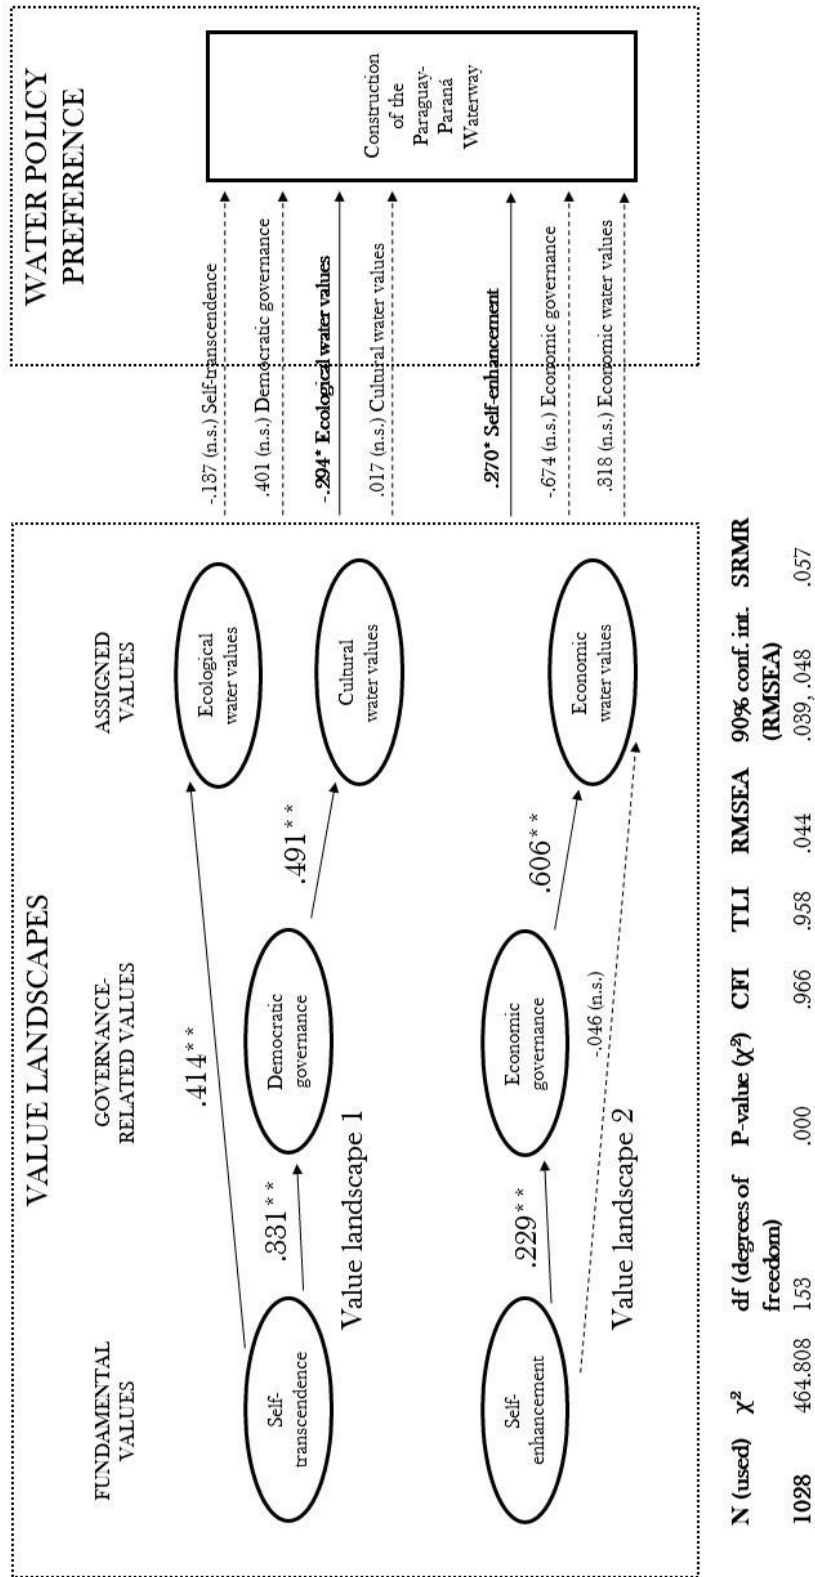 VALUE LANDSCAPES
FUNDAMENTAL
VALUES
GOVERNANCE-
RELATED VALUES
ASSIGNED
VALUES
Self-
transcendence
.331**
.414**
Democratic
governance
.491**
Ecological
water values
Cultural
water values
Value landscape 1
Self-
enhancement
.229**
Economic
governance
.606**
-.046 (n.s.)
Economic
water values
Value landscape 2
WATER POLICY
PREFERENCE
-.137 (n.s.) Self-transcendence
.401 (n.s.) Democratic governance
-.294* Ecological water values
.017 (n.s.) Cultural water values
.270* Self-enhancement
-.674 (n.s.) Economic governance
.318 (n.s.) Economic water values
Construction
of the
Paraguay-
Paraná
Waterway
N (used) χ² df (degrees of freedom) P-value (χ²) CFI TLI RMSEA 90% conf. int. (RMSEA) SRMR
1028 464.808 153 .000 .966 .958 .044 .039, .048 .057